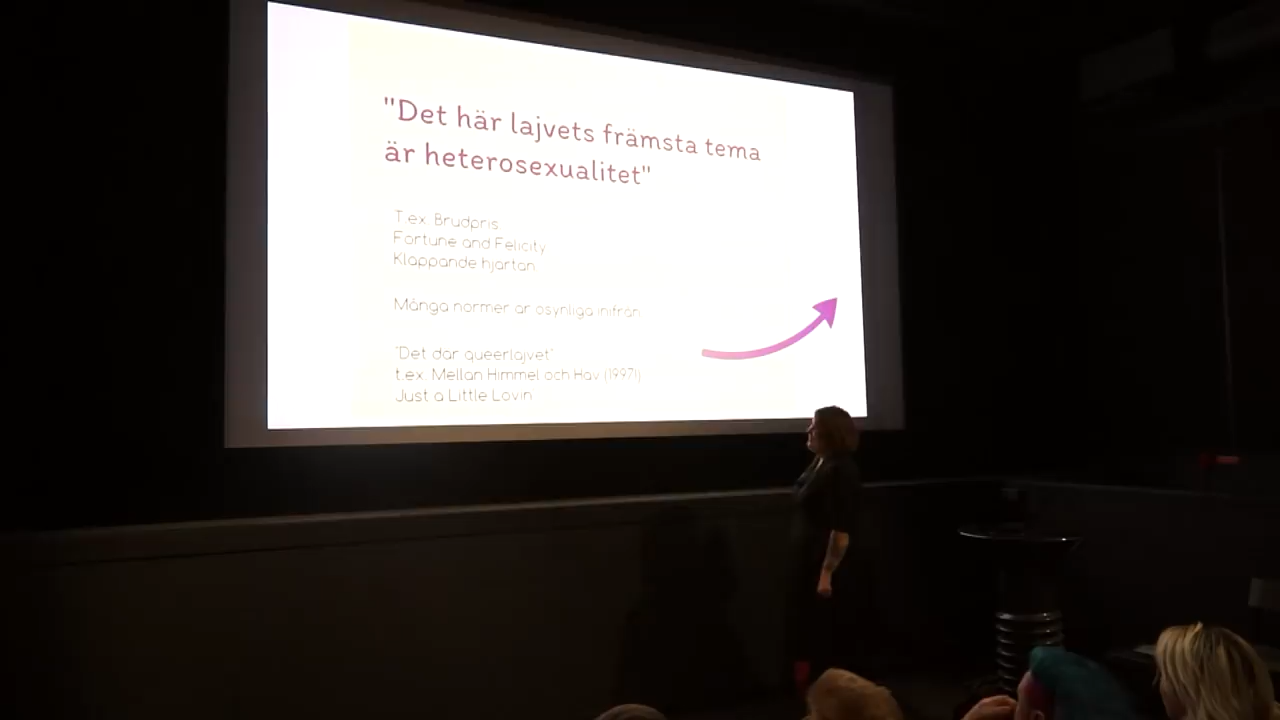 "Det här lajvets främsta tema
är heterosexualitet"
T.ex. Brudpris
Fortune and Felicity
Klappande hjärtan
Många normer är osynliga inifrån
"Det där queerlajvet"
t.ex. Mellan Himmel och Hav (1997!)
Just a Little Lovin